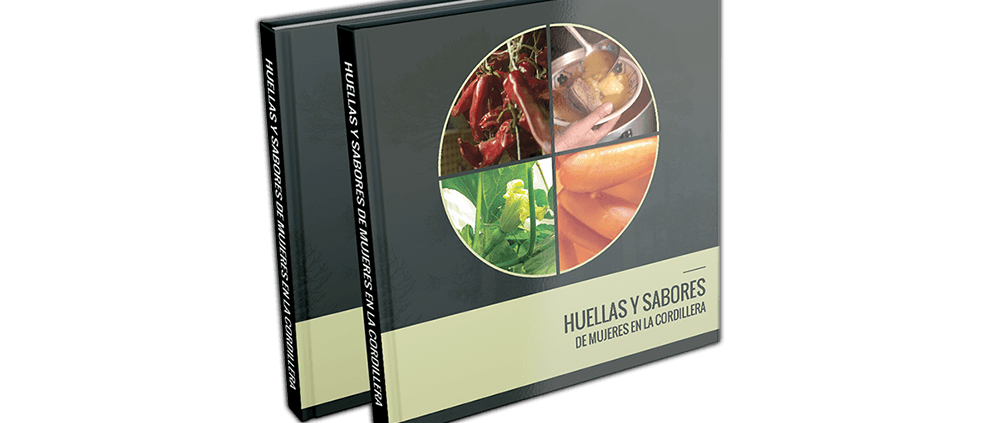 HUELLAS Y SABORES DE MUJERES EN LA CORDILLERA
HUELLAS Y SABORES DE MUJERES EN LA CORDILLERA
HUELLAS Y SABORES
DE MUJERES EN LA CORDILLERA